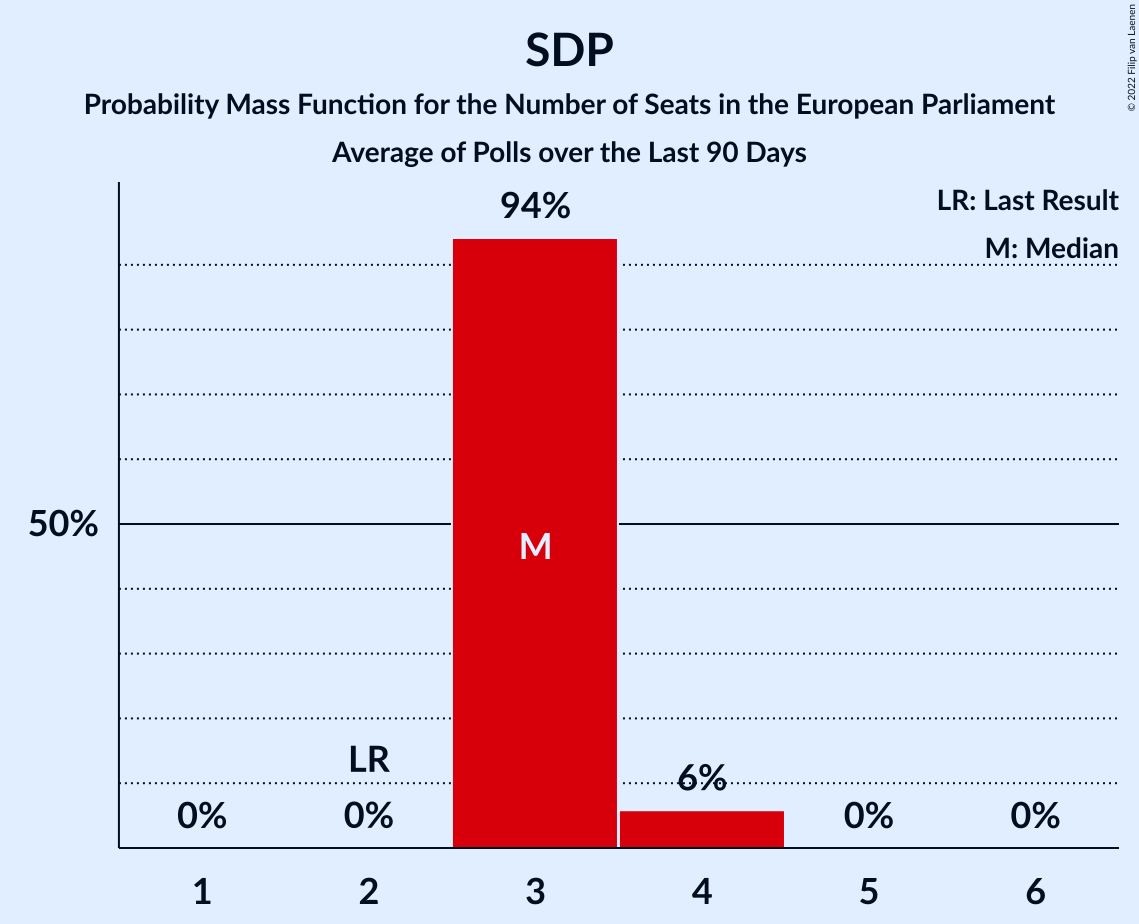 SDP
Probability Mass Function for the Number of Seats in the European Parliament
Average of Polls over the Last 90 Days
© 2022 Filip van Laenen
LR: Last Result
M: Median
94%
50%
M
LR
6%
0%
0%
0%
0%
1
2
3
4
5
6